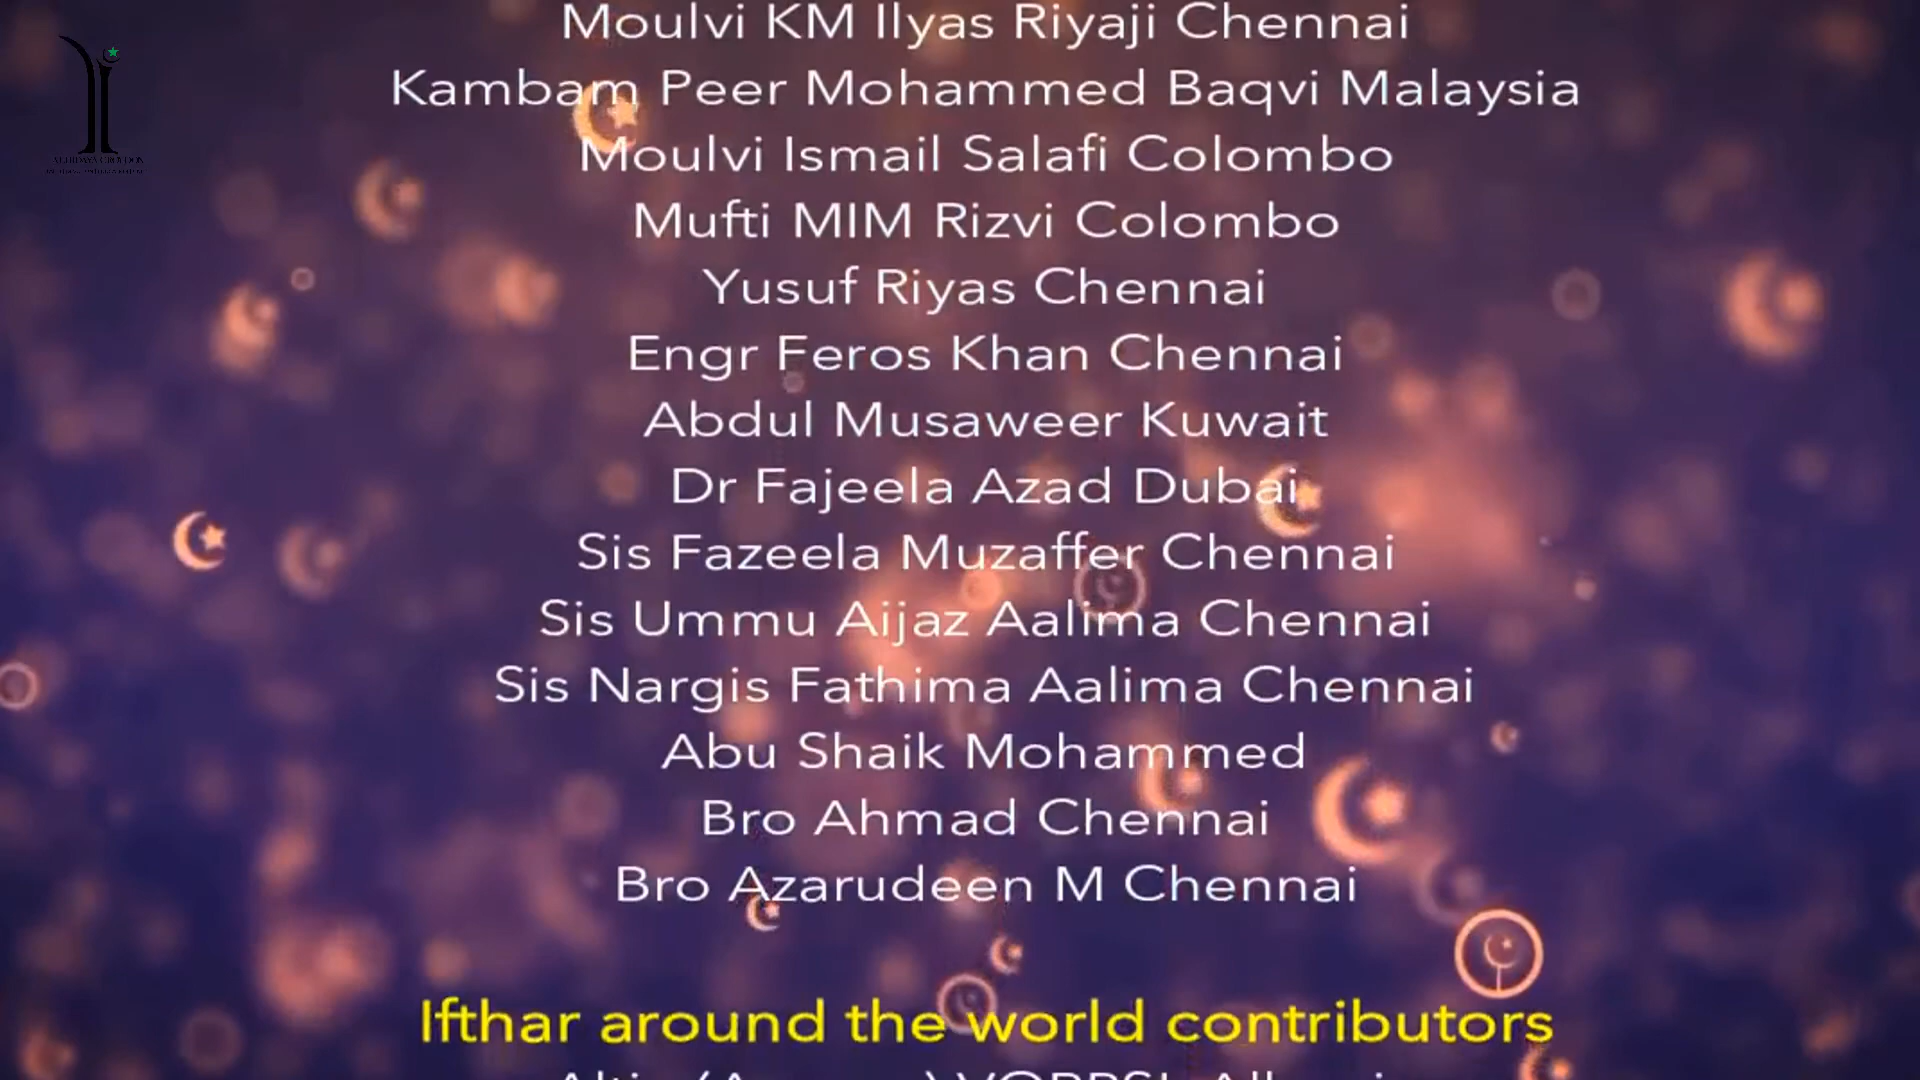 Moulvi KM Ilyas Riyaji Chennai
Kambam Peer Mohammed Baqvi Malaysia
Moulvi Ismail Salafi Colombo
Mufti MIM Rizvi Colombo
Yusuf Riyas Chennai
Engr Feros Khan Chennai
Abdul Musaweer Kuwait
Dr Fajeela Azad Dubai
Sis Fazeela Muzaffer Chennai
Sis Ummu Aijaz Aalima Chennai
Sis Nargis Fathima Aalima Chennai
Abu Shaik Mohammed
Bro Ahmad Chennai
Bro Azarudeen M Chennai
Ifthar around the world contributors